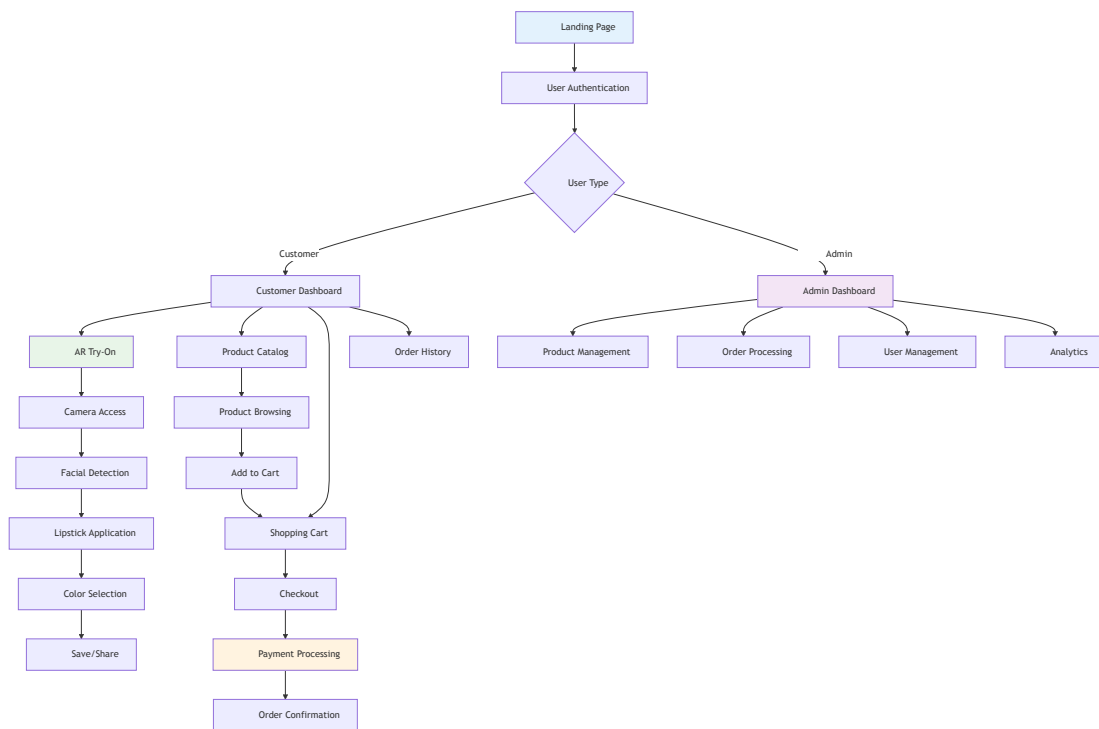 Landing Page
User Authentication
User Type
Customer
Admin
Customer Dashboard
Admin Dashboard
AR Try-On
Product Catalog
Order History
Product Management
Order Processing
User Management
Analytics
Camera Access
Product Browsing
Facial Detection
Add to Cart
Lipstick Application
Shopping Cart
Color Selection
Checkout
Save/Share
Payment Processing
Order Confirmation